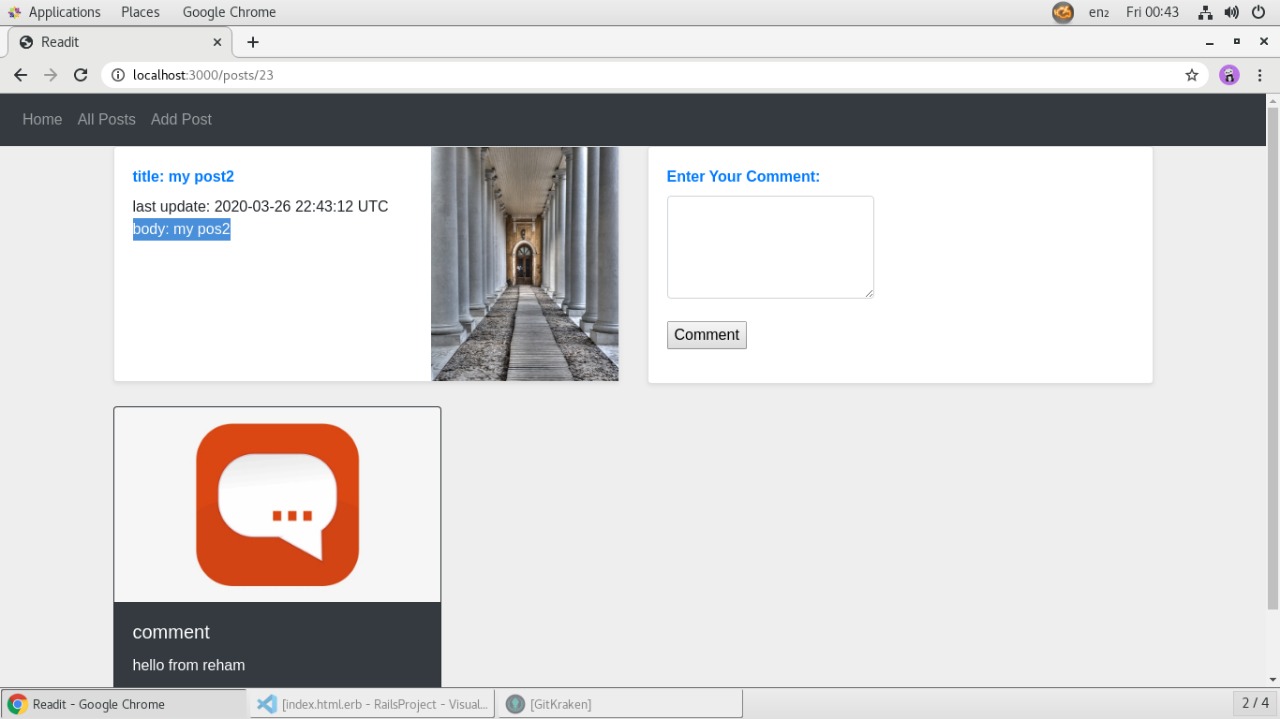 Applications Places Google Chrome en₂ Fri 00:43
Readit
localhost:3000/posts/23
Home All Posts Add Post
title: my post2
last update: 2020-03-26 22:43:12 UTC
body: my pos2
Enter Your Comment:
Comment
comment
hello from reham
Readit - Google Chrome [index.html.erb - RailsProject - Visual... [GitKraken] 2 / 4